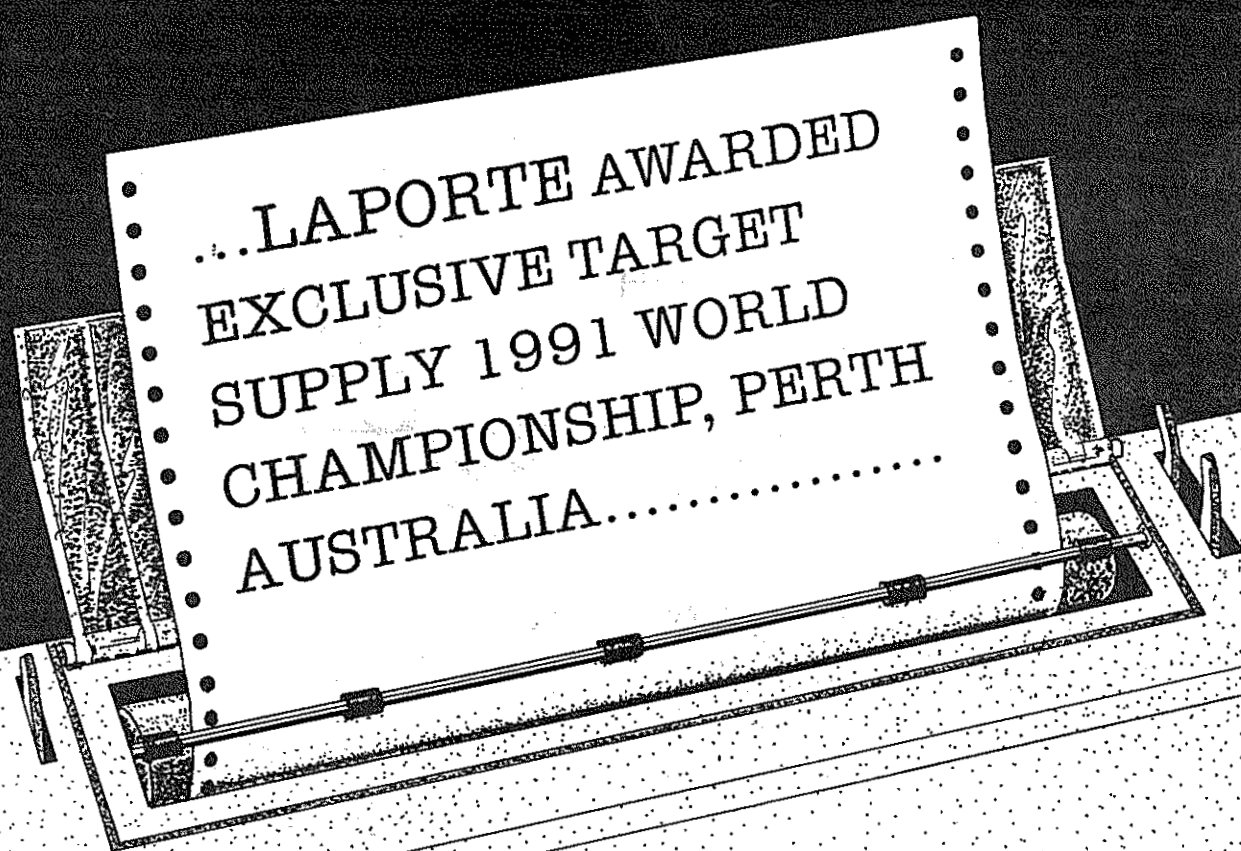 ...LAPORTE AWARDED
EXCLUSIVE TARGET
SUPPLY 1991 WORLD
CHAMPIONSHIP, PERTH
AUSTRALIA................